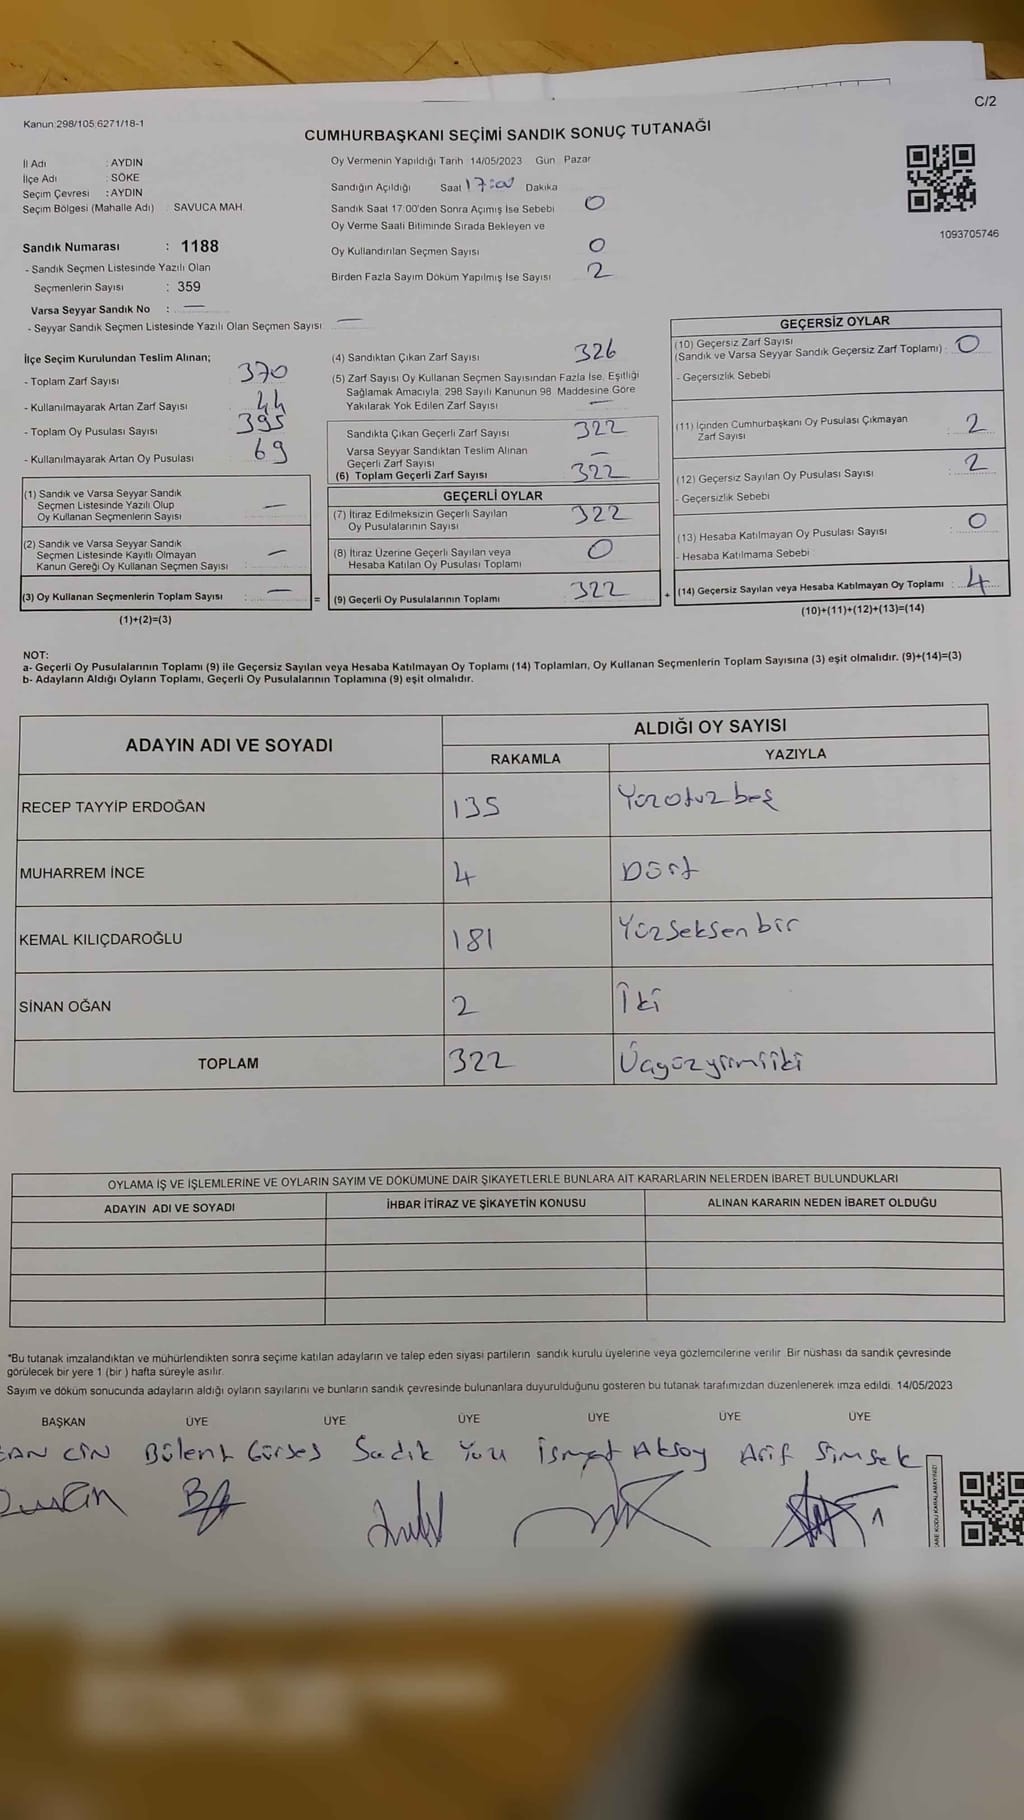 C/2
Kanun:298/105;6271/18-1
CUMHURBAŞKANI SEÇİMİ SANDIK SONUÇ TUTANAĞI
İl Adı : AYDIN
İlçe Adı : SÖKE
Seçim Çevresi : AYDIN
Seçim Bölgesi (Mahalle Adı) : SAVUCA MAH.
Sandık Numarası : 1188
- Sandık Seçmen Listesinde Yazılı Olan
Seçmenlerin Sayısı : 359
Varsa Seyyar Sandık No : —
- Seyyar Sandık Seçmen Listesinde Yazılı Olan Seçmen Sayısı : —
Oy Vermenin Yapıldığı Tarih 14/05/2023 Gün Pazar
Sandığın Açıldığı Saat 17:00 Dakika
Sandık Saat 17:00'den Sonra Açımış İse Sebebi 0
Oy Verme Saati Bitiminde Sırada Bekleyen ve
Oy Kullandırılan Seçmen Sayısı 0
Birden Fazla Sayım Döküm Yapılmış İse Sayısı 2
1093705746
İlçe Seçim Kurulundan Teslim Alınan;
- Toplam Zarf Sayısı 370
- Kullanılmayarak Artan Zarf Sayısı 44
- Toplam Oy Pusulası Sayısı 395
- Kullanılmayarak Artan Oy Pusulası 69
(1) Sandık ve Varsa Seyyar Sandık
Seçmen Listesinde Yazılı Olup
Oy Kullanan Seçmenlerin Sayısı —
(2) Sandık ve Varsa Seyyar Sandık
Seçmen Listesinde Kayıtlı Olmayan
Kanun Gereği Oy Kullanan Seçmen Sayısı : —
(3) Oy Kullanan Seçmenlerin Toplam Sayısı : — =
(1)+(2)=(3)
(4) Sandıktan Çıkan Zarf Sayısı 326
(5) Zarf Sayısı Oy Kullanan Seçmen Sayısından Fazla İse, Eşitliği
Sağlamak Amacıyla, 298 Sayılı Kanunun 98. Maddesine Göre
Yakılarak Yok Edilen Zarf Sayısı —
Sandıkta Çıkan Geçerli Zarf Sayısı 322
Varsa Seyyar Sandıktan Teslim Alınan
Geçerli Zarf Sayısı —
(6) Toplam Geçerli Zarf Sayısı 322
GEÇERLİ OYLAR
(7) İtiraz Edilmeksizin Geçerli Sayılan
Oy Pusulalarının Sayısı 322
(8) İtiraz Üzerine Geçerli Sayılan veya
Hesaba Katılan Oy Pusulası Toplamı 0
(9) Geçerli Oy Pusulalarının Toplamı 322 +
GEÇERSİZ OYLAR
(10) Geçersiz Zarf Sayısı
(Sandık ve Varsa Seyyar Sandık Geçersiz Zarf Toplamı) : 0
- Geçersizlik Sebebi
(11) İçinden Cumhurbaşkanı Oy Pusulası Çıkmayan
Zarf Sayısı 2
(12) Geçersiz Sayılan Oy Pusulası Sayısı 2
- Geçersizlik Sebebi
(13) Hesaba Katılmayan Oy Pusulası Sayısı 0
- Hesaba Katılmama Sebebi
(14) Geçersiz Sayılan veya Hesaba Katılmayan Oy Toplamı : 4
(10)+(11)+(12)+(13)=(14)
NOT:
a- Geçerli Oy Pusulalarının Toplamı (9) ile Geçersiz Sayılan veya Hesaba Katılmayan Oy Toplamı (14) Toplamları, Oy Kullanan Seçmenlerin Toplam Sayısına (3) eşit olmalıdır. (9)+(14)=(3)
b- Adayların Aldığı Oyların Toplamı, Geçerli Oy Pusulalarının Toplamına (9) eşit olmalıdır.
ADAYIN ADI VE SOYADI ALDIĞI OY SAYISI
RAKAMLA YAZIYLA
RECEP TAYYİP ERDOĞAN 135 Yüzotuzbeş
MUHARREM İNCE 4 Dört
KEMAL KILIÇDAROĞLU 181 Yüzseksenbir
SİNAN OĞAN 2 İki
TOPLAM 322 Üçyüzyirmiiki
OYLAMA İŞ VE İŞLEMLERİNE VE OYLARIN SAYIM VE DÖKÜMÜNE DAİR ŞİKAYETLERLE BUNLARA AİT KARARLARIN NELERDEN İBARET BULUNDUKLARI
ADAYIN ADI VE SOYADI İHBAR İTİRAZ VE ŞİKAYETİN KONUSU ALINAN KARARIN NEDEN İBARET OLDUĞU
*Bu tutanak imzalandıktan ve mühürlendikten sonra seçime katılan adayların ve talep eden siyasi partilerin sandık kurulu üyelerine veya gözlemcilerine verilir. Bir nüshası da sandık çevresinde
görülecek bir yere 1 (bir ) hafta süreyle asılır.
Sayım ve döküm sonucunda adayların aldığı oyların sayılarını ve bunların sandık çevresinde bulunanlara duyurulduğunu gösteren bu tutanak tarafımızdan düzenlenerek imza edildi. 14/05/2023
BAŞKAN ÜYE ÜYE ÜYE ÜYE ÜYE ÜYE
CİN Bülent Gürses Sadık İsmet Aksoy Arif Şimşek